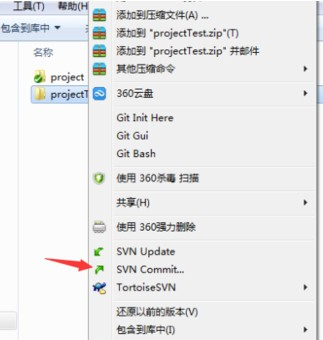 工具(T) 帮助(H)
包含到库中
名称
project
projectT
添加到压缩文件(A) ...
添加到 "projectTest.zip"(T)
添加到 "projectTest.zip" 并邮件
其他压缩命令
360云盘
Git Init Here
Git Gui
Git Bash
使用 360杀毒 扫描
共享(H)
使用 360强力删除
SVN Update
SVN Commit...
TortoiseSVN
还原以前的版本(V)
包含到库中(I)